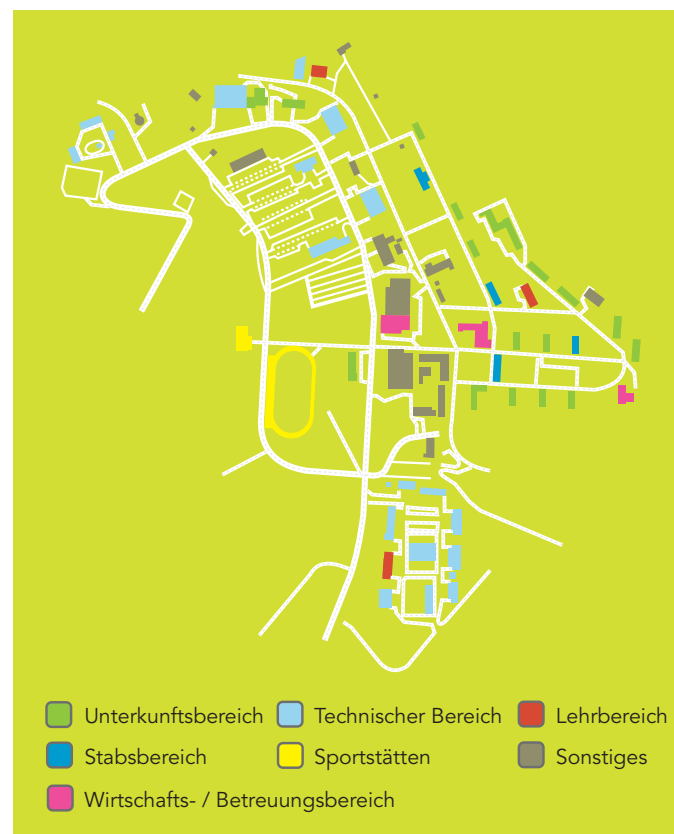 Unterkunftsbereich Technischer Bereich Lehrbereich
Stabsbereich Sportstätten Sonstiges
Wirtschafts- / Betreuungsbereich